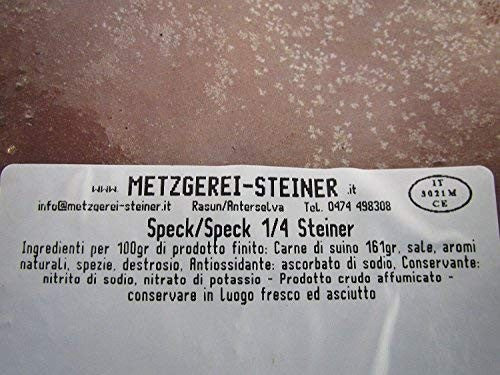 www. METZGEREI-STEINER .it
info@metzgerei-steiner.it Rasun/Anterselva Tel. 0474 498308
IT
3021M
CE
Speck/Speck 1/4 Steiner
Ingredienti per 100gr di prodotto finito: Carne di suino 161gr, sale, aromi
naturali, spezie, destrosio, Antiossidante: ascorbato di sodio, Conservante:
nitrito di sodio, nitrato di potassio - Prodotto crudo affumicato -
conservare in luogo fresco ed asciutto